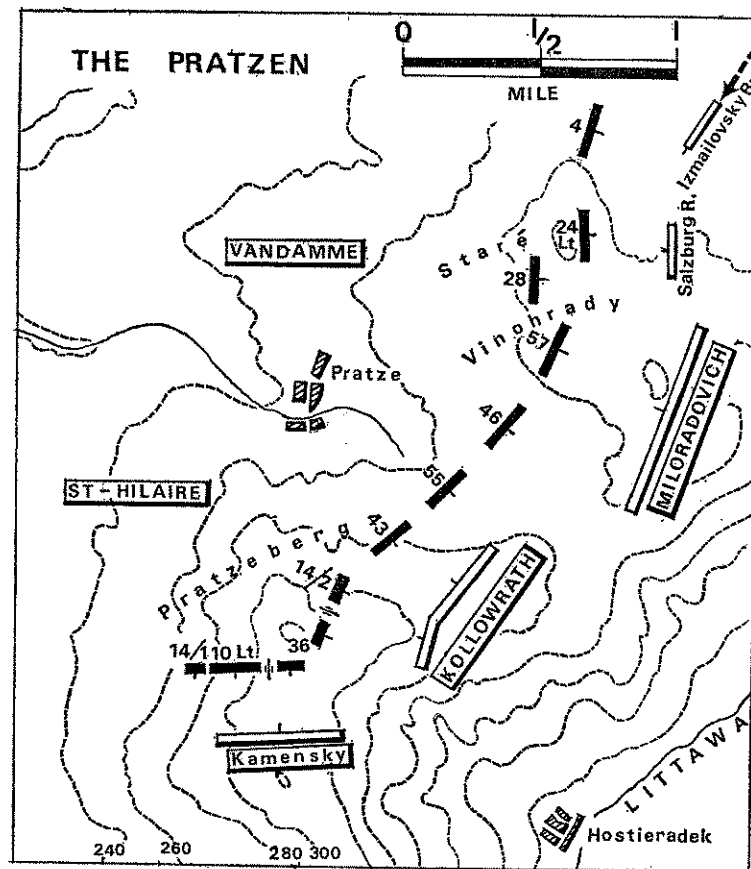 THE PRATZEN
0 1/2 1
MILE
4
Izmailovsky R.
Salzburg R.
24 Lt
Staré Vinohrady
28
57
VANDAMME
Pratze
MILORADOVICH
46
ST-HILAIRE
55
43
Pratzeberg
14/2
KOLLOWRATH
36
14/1
10 Lt
Kamensky
LITTAWA
Hostieradek
240 260 280 300